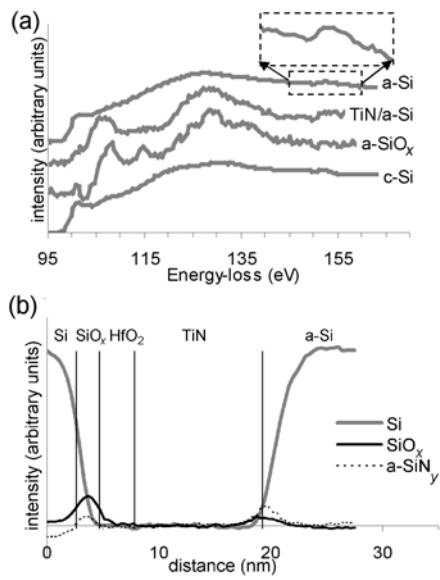 (a)
intensity (arbitrary units)
a-Si
TiN/a-Si
a-SiOₓ
c-Si
95 115 135 155
Energy-loss (eV)
(b)
intensity (arbitrary units)
Si SiOₓ HfO₂ TiN a-Si
Si
SiOₓ
a-SiNᵧ
0 10 20 30
distance (nm)